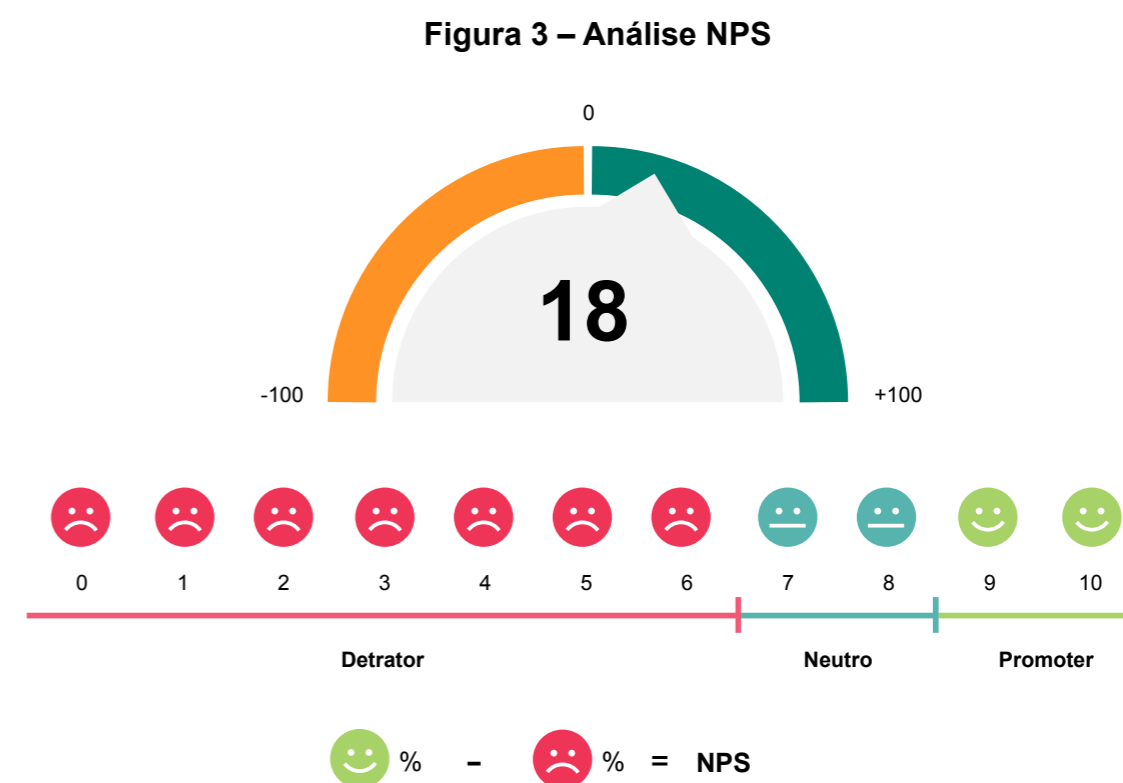 Figura 3 – Análise NPS
0
18
-100
+100
0 1 2 3 4 5 6 7 8 9 10
Detrator Neutro Promoter
% - % = NPS